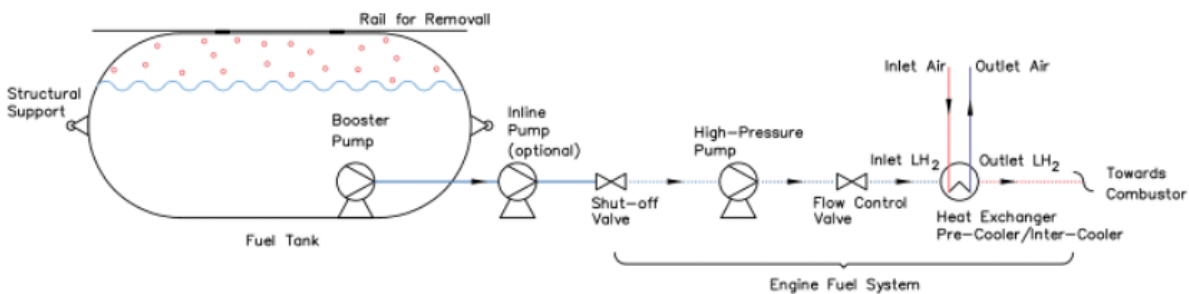 Rail for Removall
Structural
Support
Booster
Pump
Inline
Pump
(optional)
Fuel Tank
Shut-off
Valve
High-Pressure
Pump
Flow Control
Valve
Inlet Air
Outlet Air
Inlet LH₂
Outlet LH₂
Heat Exchanger
Pre-Cooler/Inter-Cooler
Towards
Combustor
Engine Fuel System